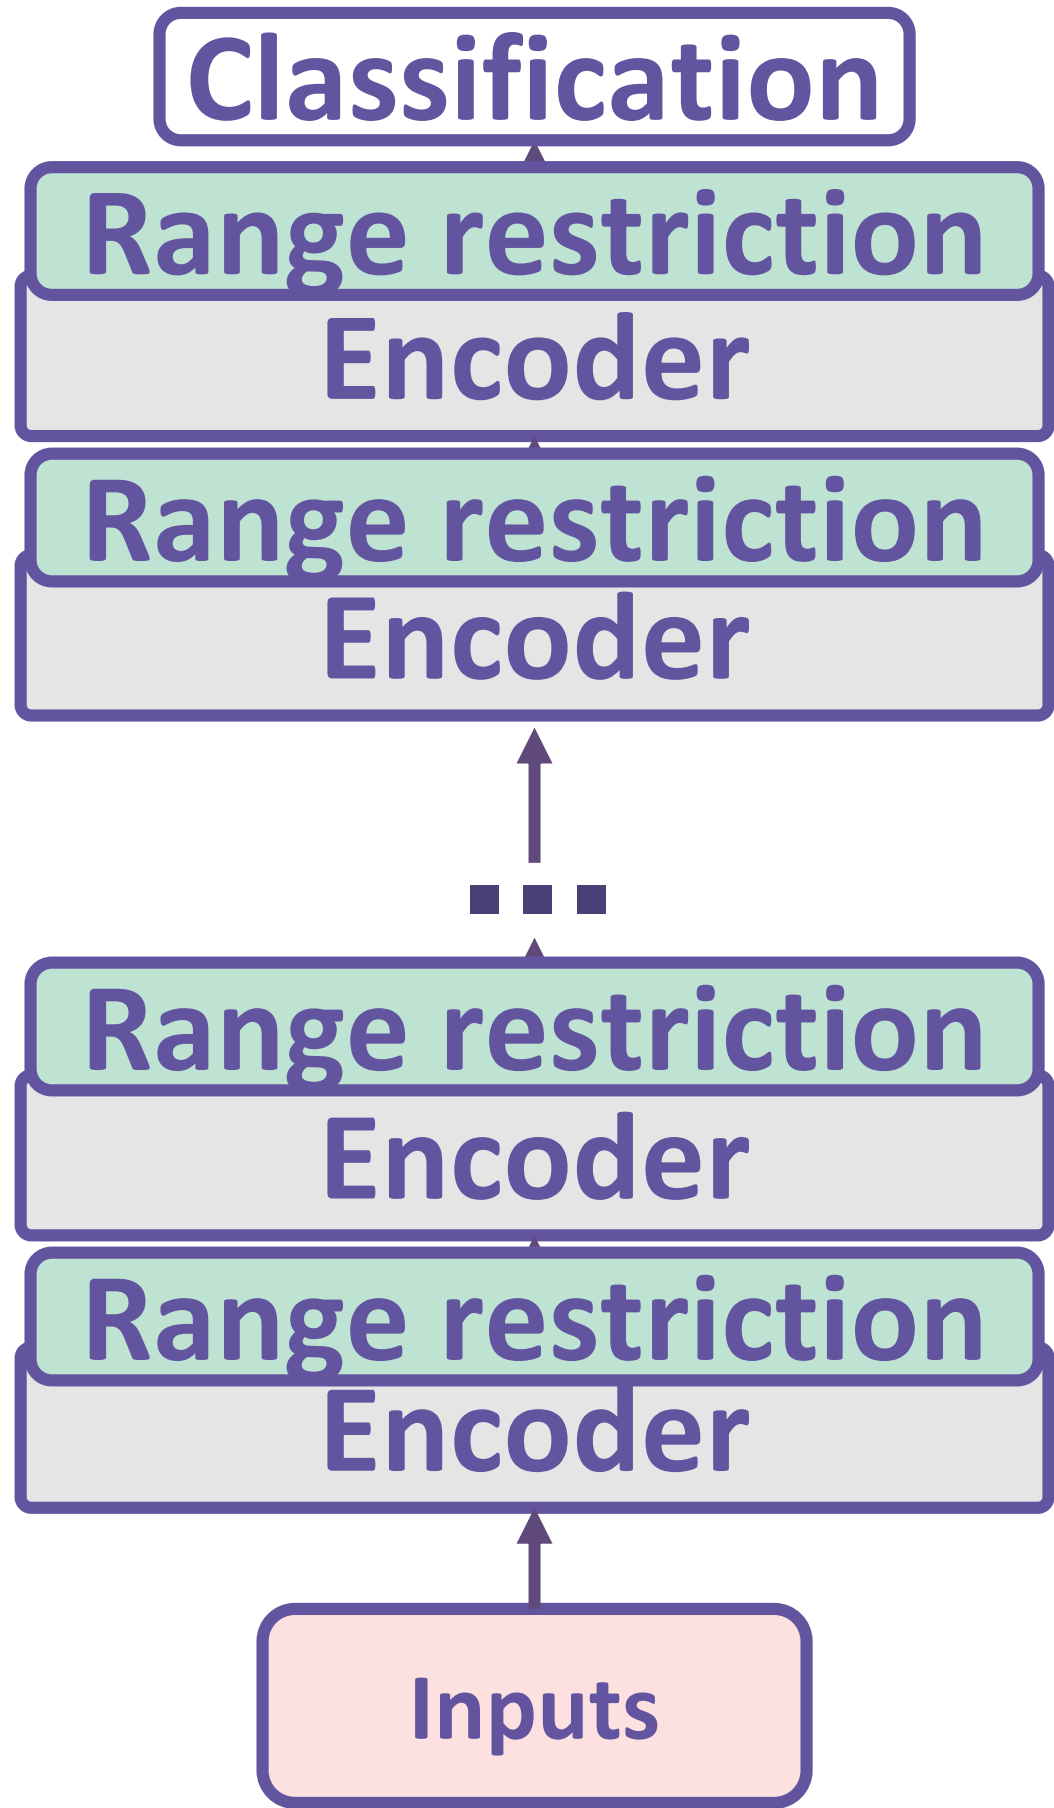 Classification
Range restriction
Encoder
Range restriction
Encoder
...
Range restriction
Encoder
Range restriction
Encoder
Inputs